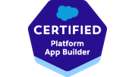 CERTIFIED
Platform
App Builder